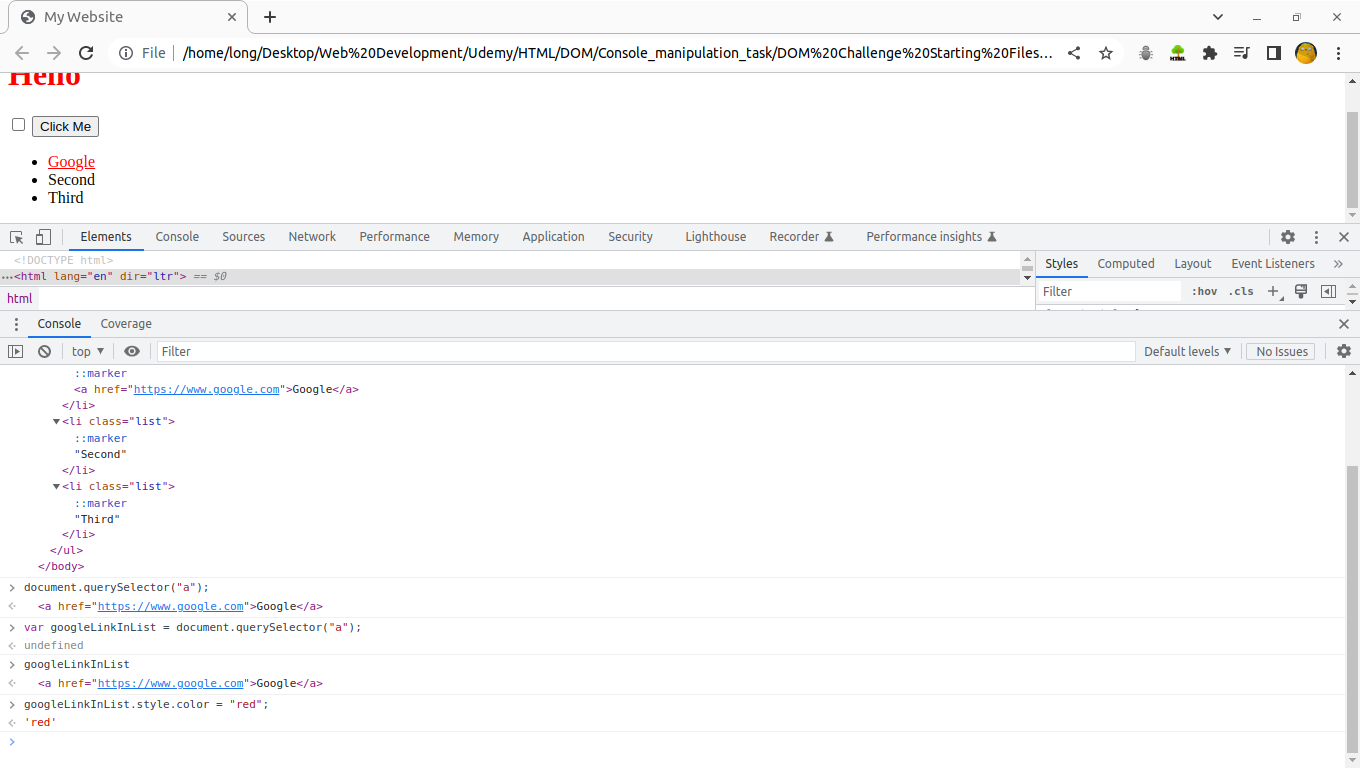 My Website
File
/home/long/Desktop/Web%20Development/Udemy/HTML/DOM/Console_manipulation_task/DOM%20Challenge%20Starting%20Files...
HTML
Hello
Click Me
Google
Second
Third
Elements Console Sources Network Performance Memory Application Security Lighthouse Recorder Performance insights
<!DOCTYPE html>
<html lang="en" dir="ltr"> == $0
html
Styles Computed Layout Event Listeners »
Filter :hov .cls
Console Coverage
top Filter Default levels No Issues
::marker
<a href="https://www.google.com">Google</a>
</li>
<li class="list">
::marker
"Second"
</li>
<li class="list">
::marker
"Third"
</li>
</ul>
</body>
document.querySelector("a");
<a href="https://www.google.com">Google</a>
var googleLinkInList = document.querySelector("a");
undefined
googleLinkInList
<a href="https://www.google.com">Google</a>
googleLinkInList.style.color = "red";
'red'